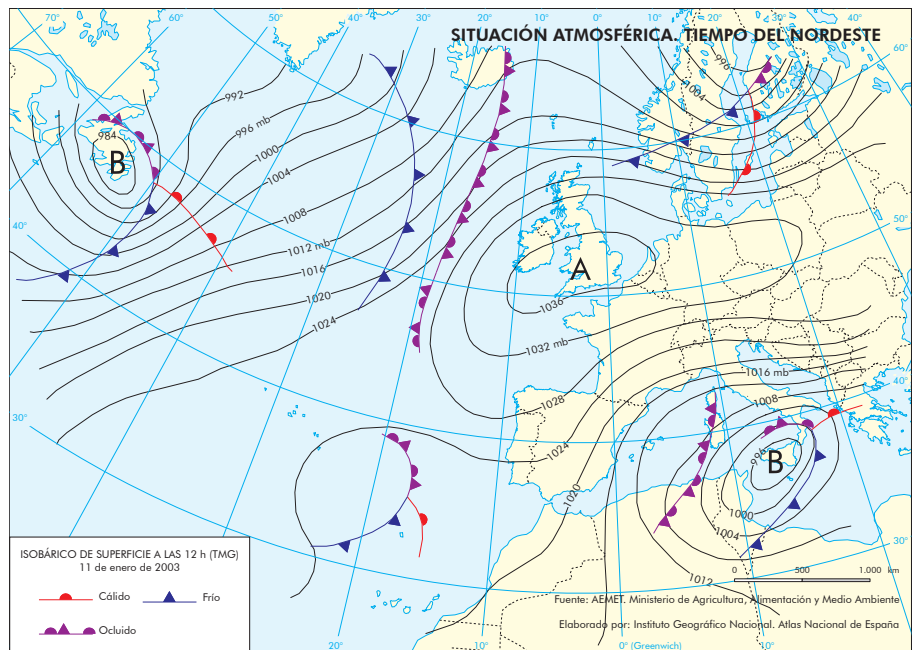 70°
60°
50°
40°
30°
20°
10°
0°
10°
20°
30°
40°
SITUACIÓN ATMOSFÉRICA. TIEMPO DEL NORDESTE
60°
992
996
996 mb
1004
984
B
1000
1004
1008
1012 mb
1016
1020
1024
40°
50°
A
1036
1032 mb
1016 mb
1008
40°
30°
1028
1024
996
B
1020
1000
1004
1012
30°
ISOBÁRICO DE SUPERFICIE A LAS 12 h (TMG)
11 de enero de 2003
Cálido
Frío
Ocluido
0
500
1.000 km
Fuente: AEMET. Ministerio de Agricultura, Alimentación y Medio Ambiente
Elaborado por: Instituto Geográfico Nacional. Atlas Nacional de España
20°
10°
0° (Greenwich)
10°